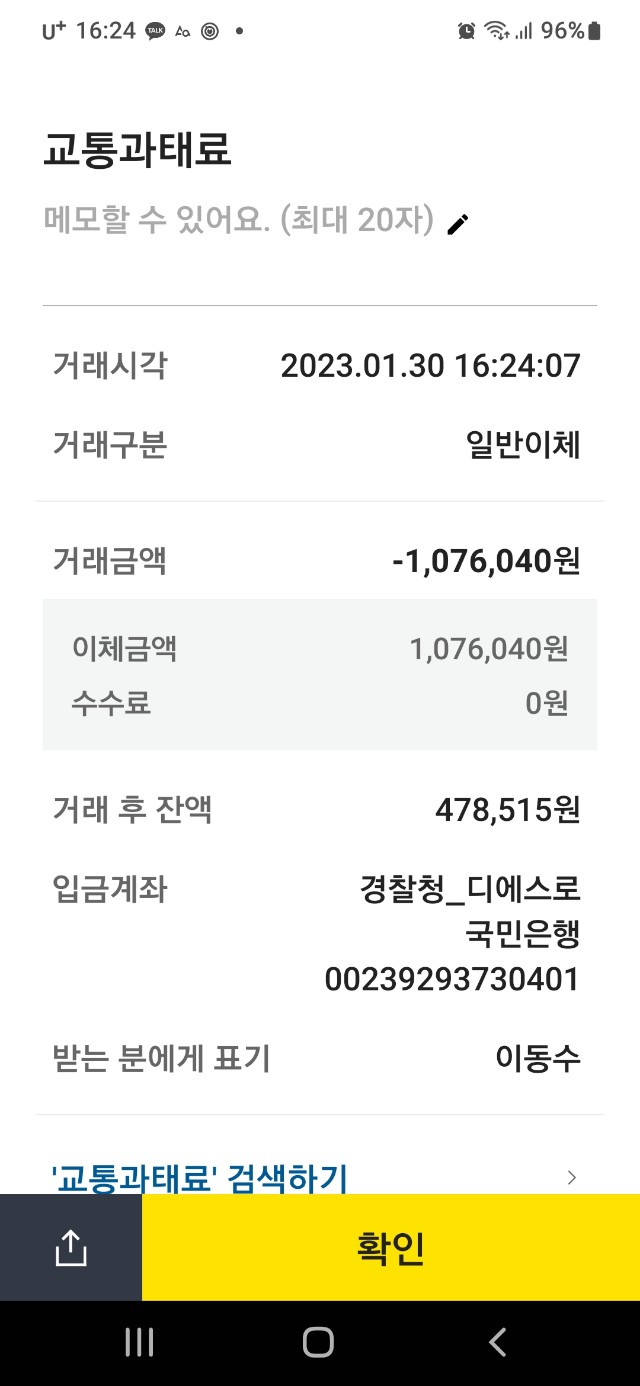 U+ 16:24 TALK 96%
교통과태료
메모할 수 있어요. (최대 20자)
거래시각 2023.01.30 16:24:07
거래구분 일반이체
거래금액 -1,076,040원
이체금액 1,076,040원
수수료 0원
거래 후 잔액 478,515원
입금계좌 경찰청_디에스로
국민은행
00239293730401
받는 분에게 표기 이동수
'교통과태료' 검색하기
확인